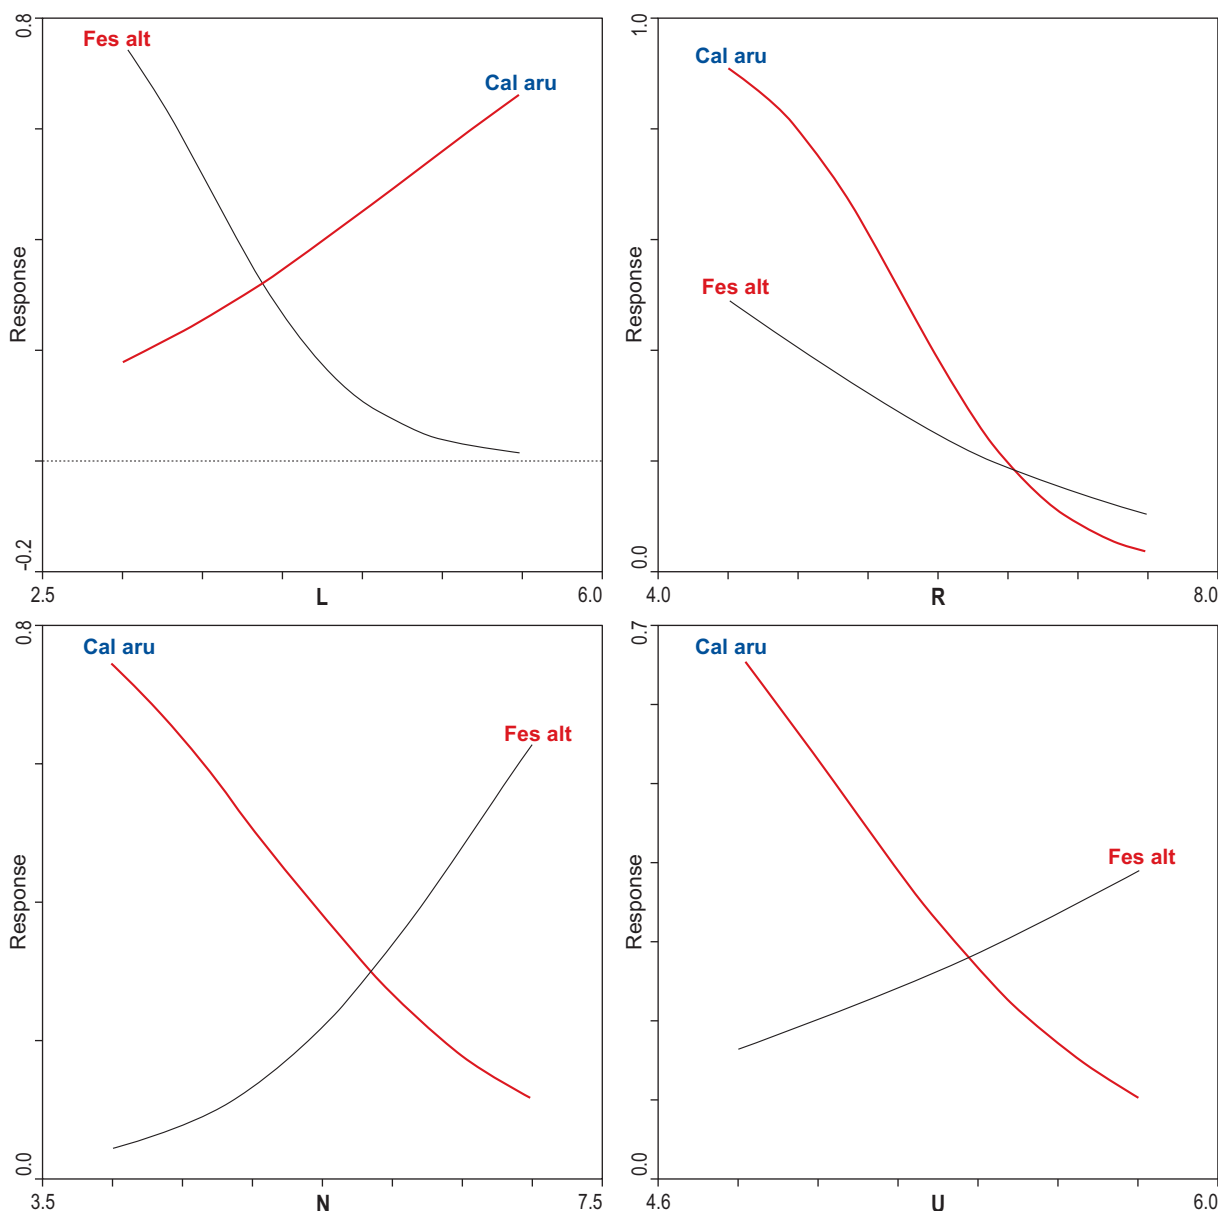 0.8
Fes alt
Cal aru
Response
-0.2
2.5
L
6.0
1.0
Cal aru
Fes alt
Response
0.0
4.0
R
8.0
0.8
Cal aru
Fes alt
Response
0.0
3.5
N
7.5
0.7
Cal aru
Fes alt
Response
0.0
4.6
U
6.0